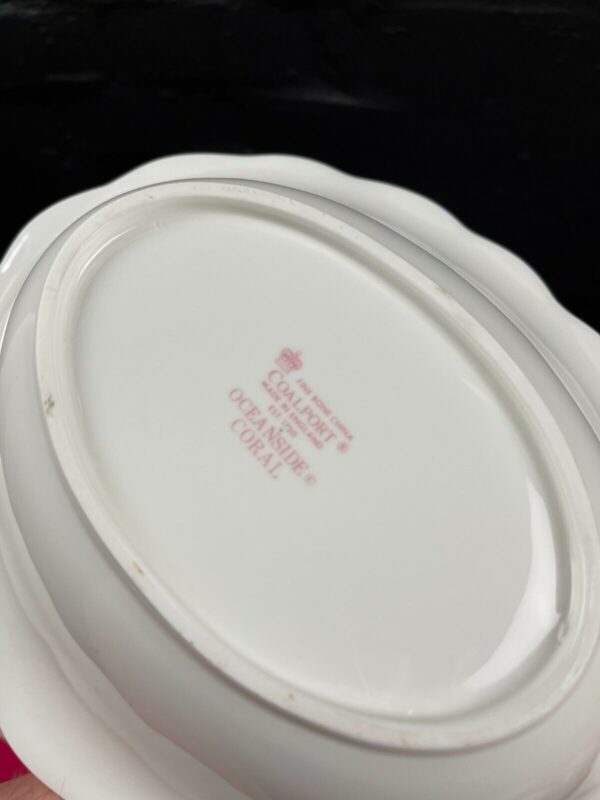 FINE BONE CHINA
COALPORT ®
MADE IN ENGLAND
EST. 1750
OCEANSIDE ©
CORAL